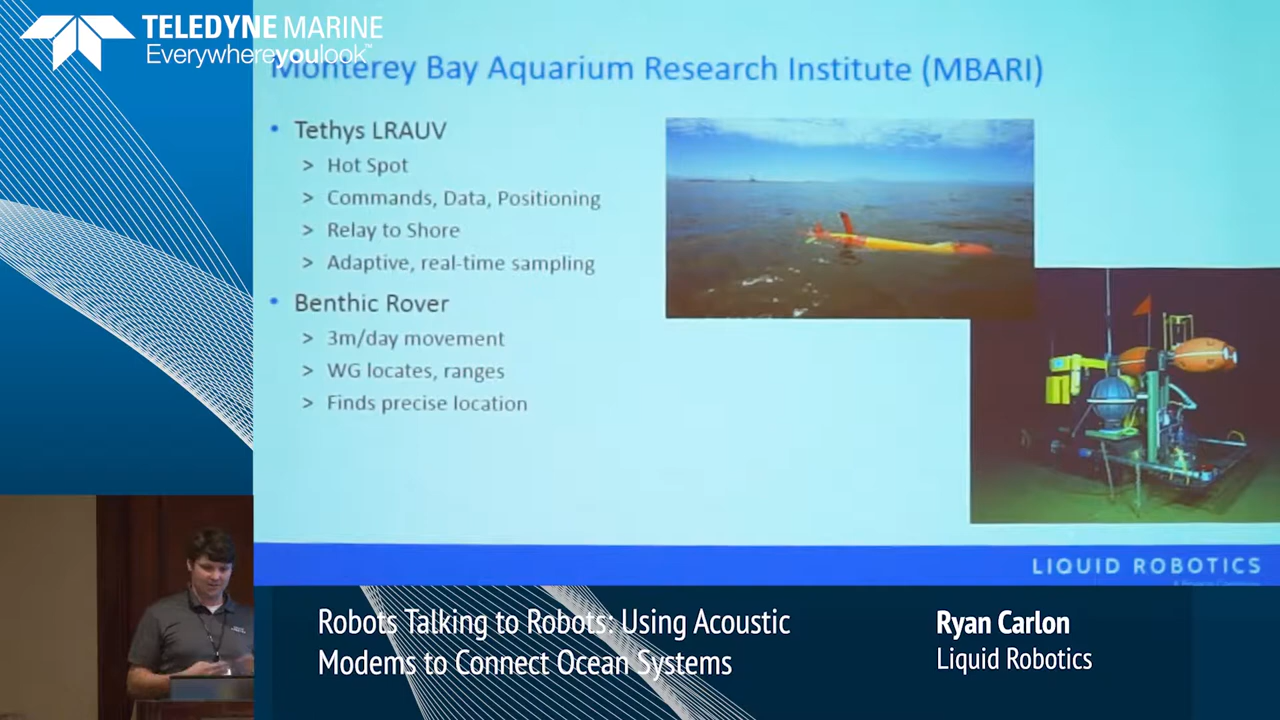 TELEDYNE MARINE
Everywhereyoulook™
Monterey Bay Aquarium Research Institute (MBARI)
• Tethys LRAUV
> Hot Spot
> Commands, Data, Positioning
> Relay to Shore
> Adaptive, real-time sampling
• Benthic Rover
> 3m/day movement
> WG locates, ranges
> Finds precise location
LIQUID ROBOTICS
Robots Talking to Robots: Using Acoustic
Modems to Connect Ocean Systems
Ryan Carlon
Liquid Robotics